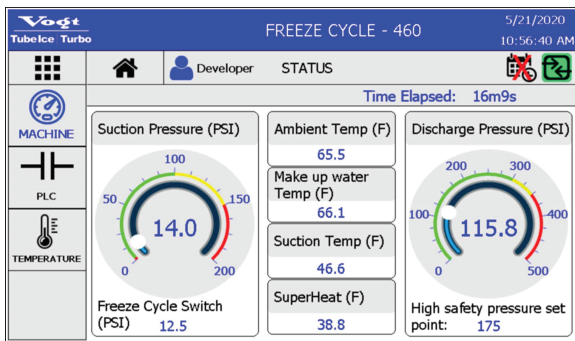 Vogt
TubeIce Turbo
FREEZE CYCLE - 460
5/21/2020
10:56:40 AM
Developer
STATUS
Time Elapsed: 16m9s
MACHINE
PLC
TEMPERATURE
Suction Pressure (PSI)
0
50
100
150
200
14.0
Freeze Cycle Switch
(PSI) 12.5
Ambient Temp (F)
65.5
Make up water
Temp (F)
66.1
Suction Temp (F)
46.6
SuperHeat (F)
38.8
Discharge Pressure (PSI)
0
100
200
300
400
500
115.8
High safety pressure set
point: 175